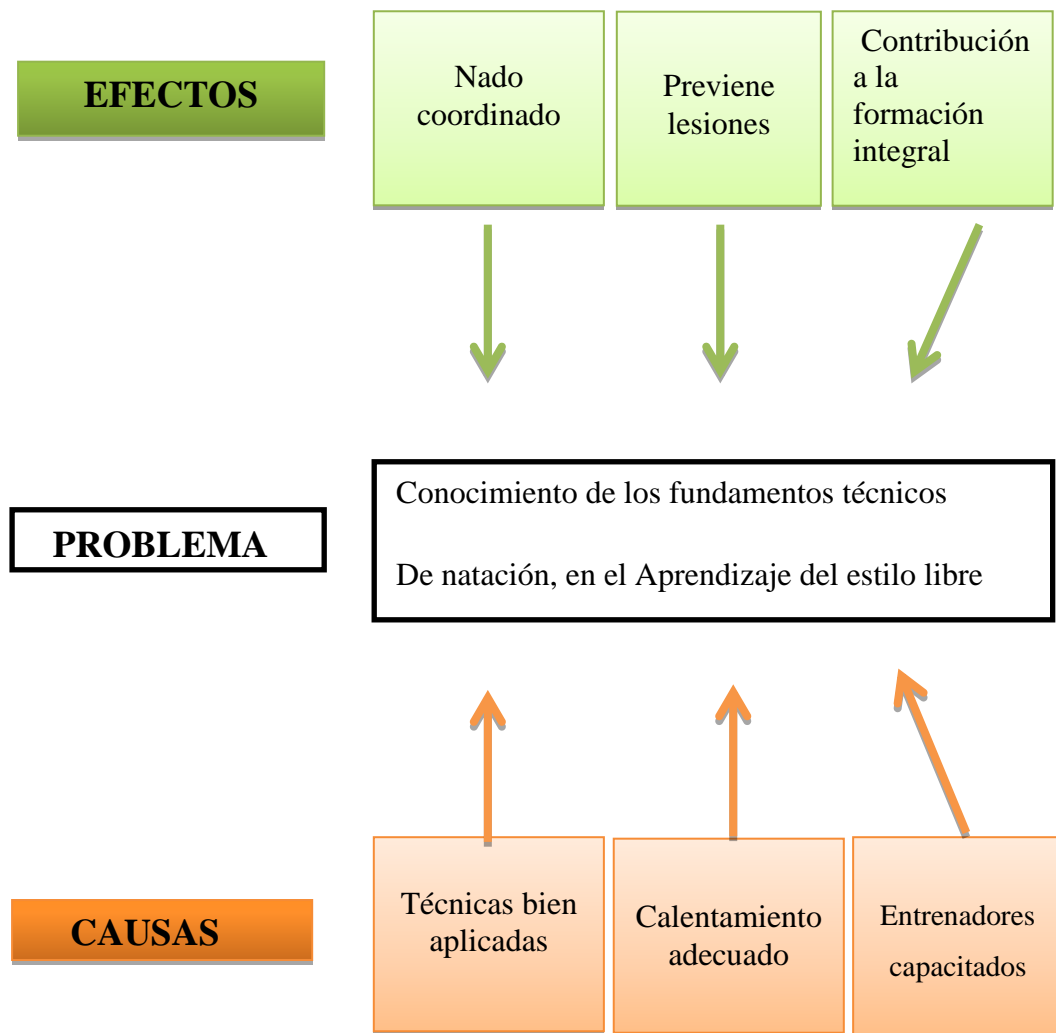 EFECTOS
Nado
coordinado
Previene
lesiones
Contribución
a la
formación
integral
PROBLEMA
Conocimiento de los fundamentos técnicos
De natación, en el Aprendizaje del estilo libre
CAUSAS
Técnicas bien
aplicadas
Calentamiento
adecuado
Entrenadores
capacitados